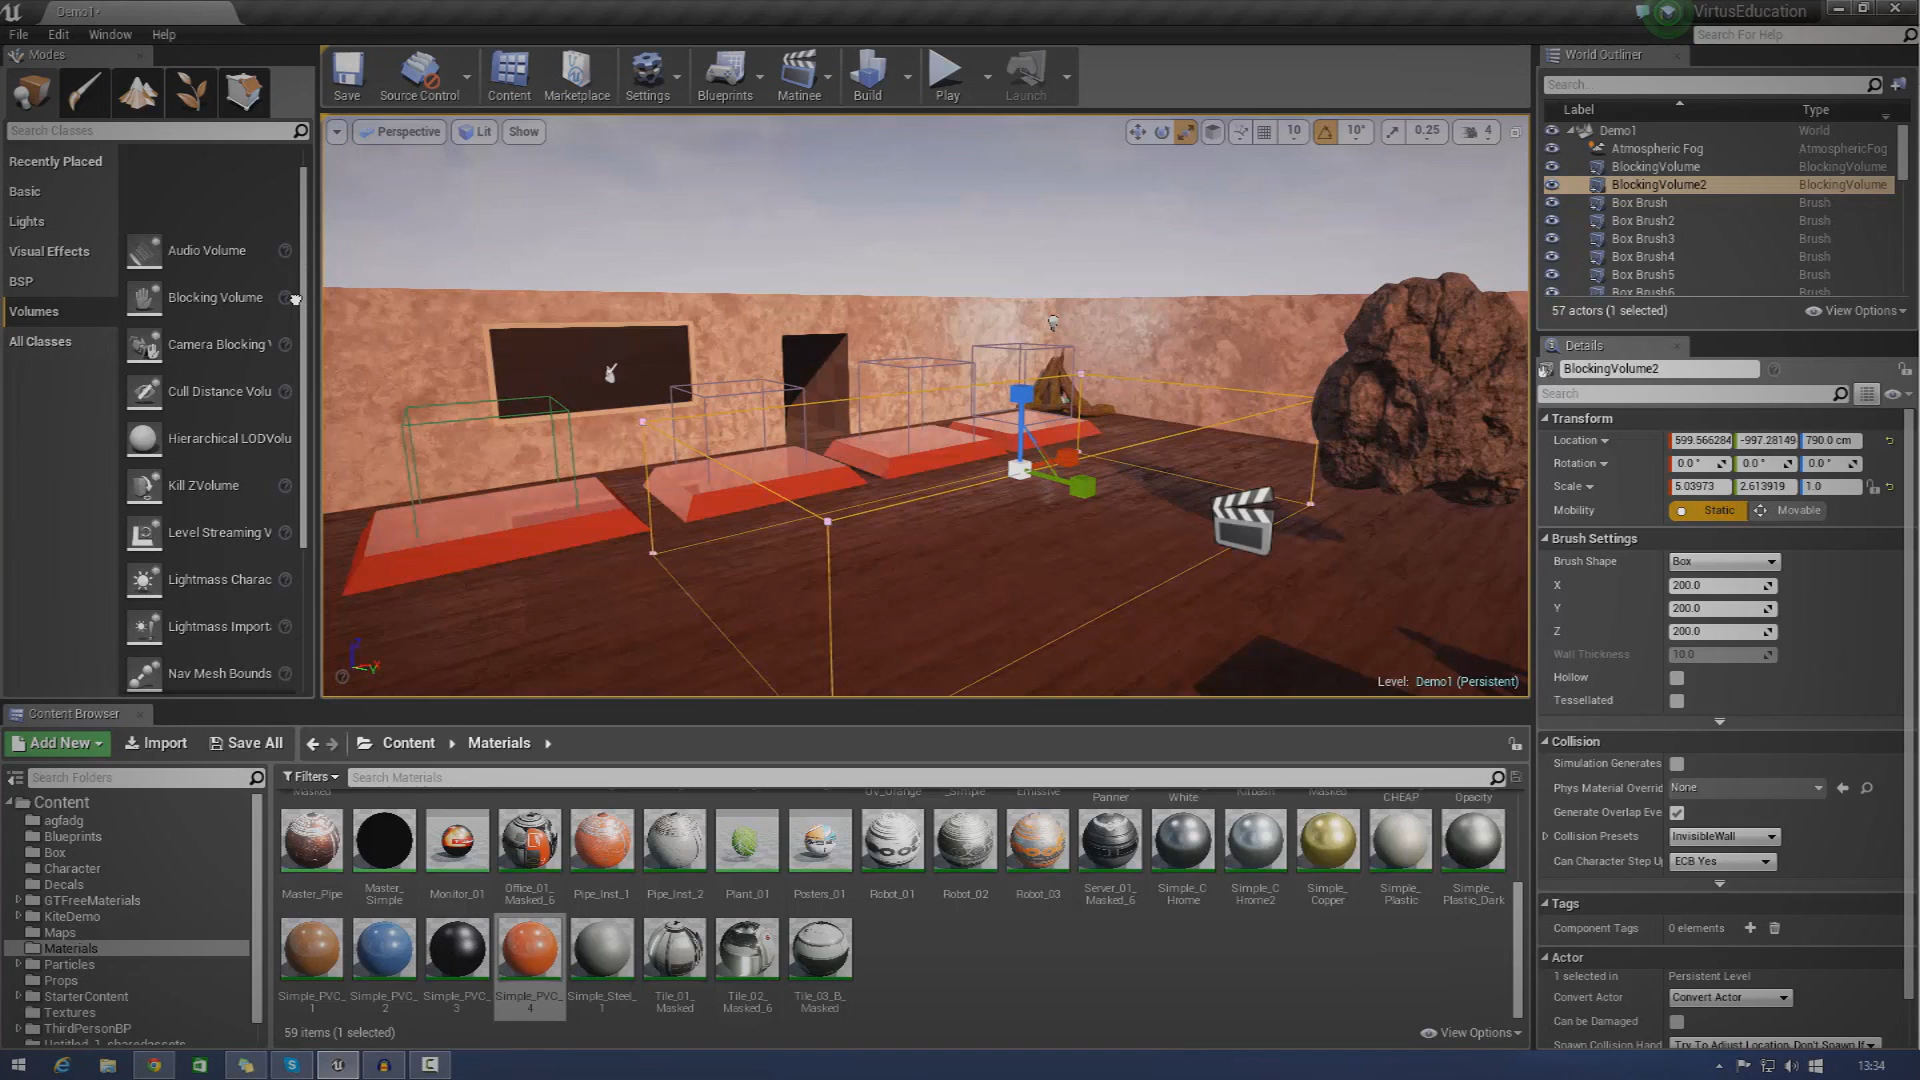 Demo1*
VirtusEducation
File Edit Window Help
Search For Help
Modes
World Outliner
Save
Source Control
Content
Marketplace
Settings
Blueprints
Matinee
Build
Play
Launch
Search...
Label
Type
Search Classes
Perspective
Lit
Show
10
10°
0.25
4
Demo1 World
Atmospheric Fog AtmosphericFog
BlockingVolume BlockingVolume
BlockingVolume2 BlockingVolume
Box Brush Brush
Box Brush2 Brush
Box Brush3 Brush
Box Brush4 Brush
Box Brush5 Brush
Box Brush6 Brush
57 actors (1 selected)
View Options
Recently Placed
Basic
Lights
Visual Effects
BSP
Volumes
All Classes
Audio Volume
Blocking Volume
Camera Blocking V
Cull Distance Volu
Hierarchical LODVolu
Kill ZVolume
Level Streaming V
Lightmass Charac
Lightmass Import
Nav Mesh Bounds
Level: Demo1 (Persistent)
Details
BlockingVolume2
Search
Transform
Location 599.566284 -997.28149 790.0 cm
Rotation 0.0 ° 0.0 ° 0.0 °
Scale 5.03973 2.613919 1.0
Mobility Static Movable
Brush Settings
Brush Shape Box
X 200.0
Y 200.0
Z 200.0
Wall Thickness 10.0
Hollow
Tessellated
Collision
Simulation Generates
Phys Material Overrid None
Generate Overlap Eve
Collision Presets InvisibleWall
Can Character Step U ECB Yes
Tags
Component Tags 0 elements
Actor
1 selected in Persistent Level
Convert Actor Convert Actor
Can be Damaged
Spawn Collision Hand Try To Adjust Location, Don't Spawn If
Content Browser
Add New
Import
Save All
Content
Materials
Search Folders
Filters
Search Materials
Content
agfadg
Blueprints
Box
Character
Decals
GTFreeMaterials
KiteDemo
Maps
Materials
Particles
Props
StarterContent
Textures
ThirdPersonBP
Untitled_1_sharedassets
Masked
UV_Orange
_Simple
Emissive
Panner
White
Kitbash
Masked
CHEAP
Opacity
Master_Pipe
Master_
Simple
Monitor_01
Office_01_
Masked_6
Pipe_Inst_1
Pipe_Inst_2
Plant_01
Posters_01
Robot_01
Robot_02
Robot_03
Server_01_
Masked_6
Simple_C
Hrome
Simple_C
Hrome2
Simple_
Copper
Simple_
Plastic
Simple_
Plastic_Dark
Simple_PVC_
1
Simple_PVC_
2
Simple_PVC_
3
Simple_PVC_
4
Simple_Steel_
1
Tile_01_
Masked
Tile_02_
Masked_6
Tile_03_B_
Masked
59 items (1 selected)
View Options
13:34